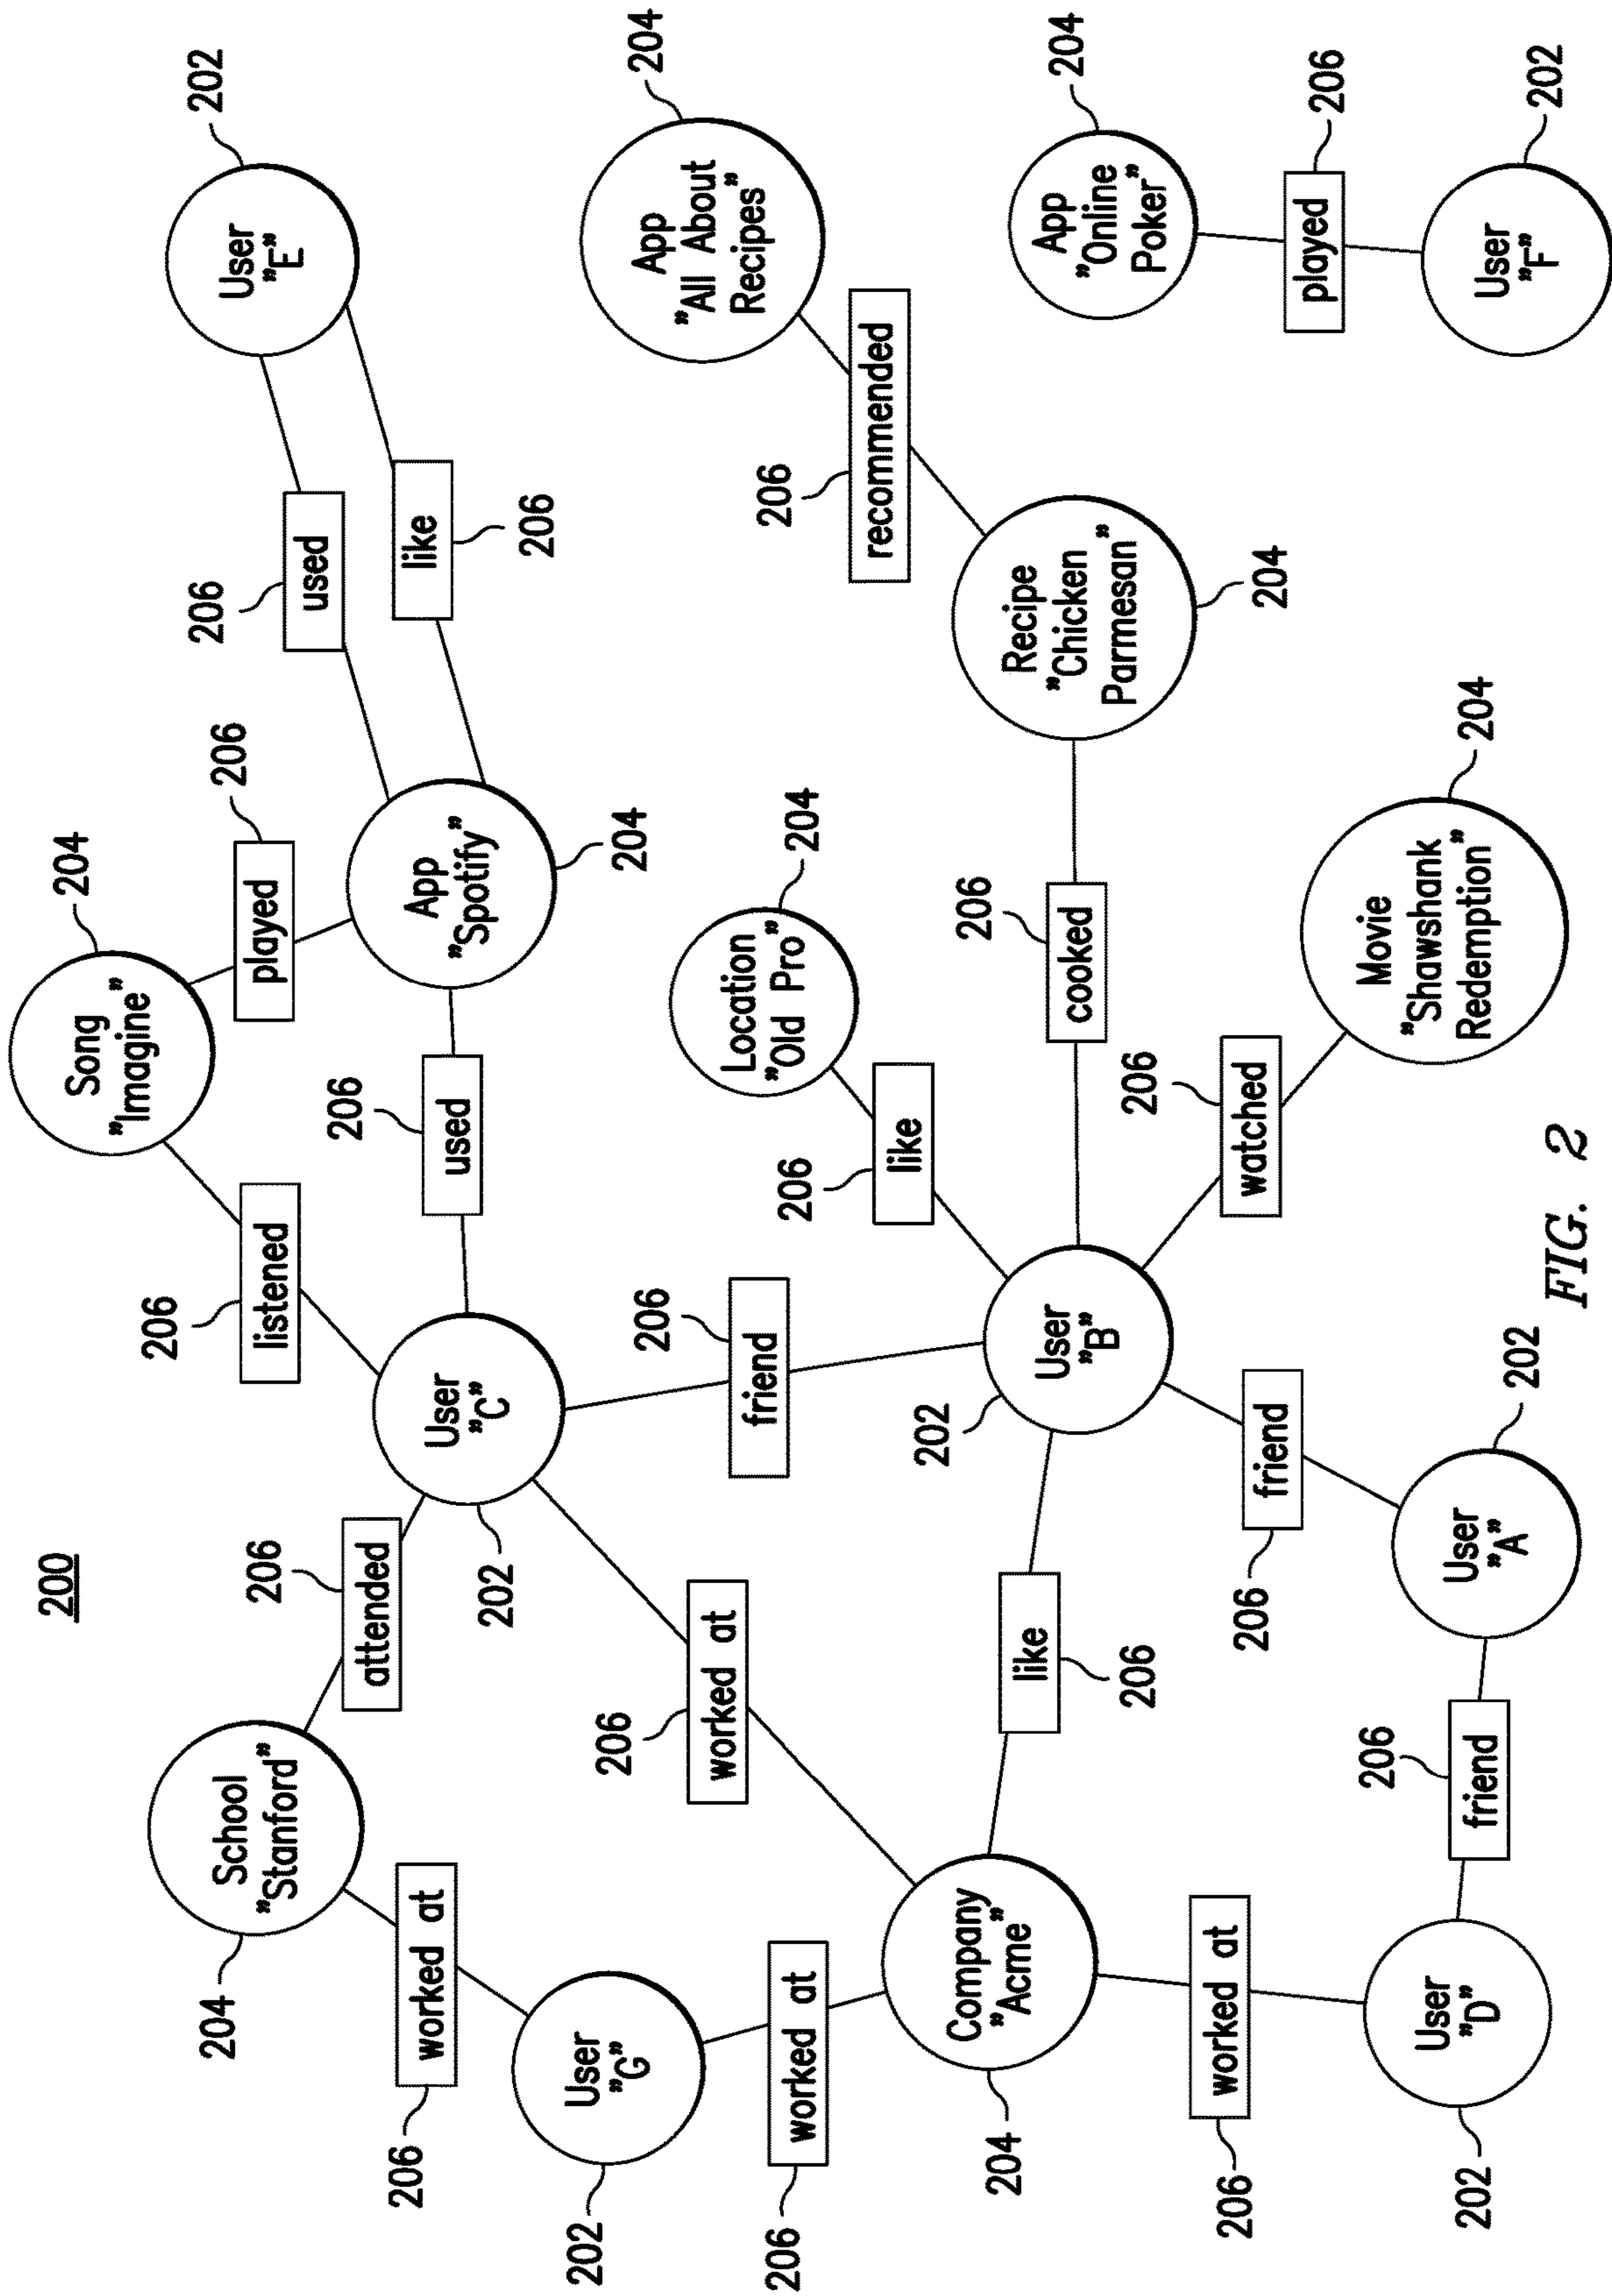 200
204
Song
”Imagine”
206
listened
206
played
202
User
”E”
206
used
206
like
204
School
”Stanford”
206
attended
206
worked at
202
User
”C”
206
used
App
”Spotify”
204
202
User
”G”
206
worked at
206
worked at
206
friend
204
Location
”Old Pro”
206
like
204
App
”All About
Recipes”
206
recommended
204
Company
”Acme ”
like
206
202
User
”B”
206
cooked
Recipe
”Chicken
Parmesan ”
204
204
App
”Online
Poker ”
206
played
202
User
”F”
206
worked at
206
friend
206
watched
Movie
”Shawshank
Redemption ”
204
202
User
”D”
206
friend
User
”A”
202
FIG. 2